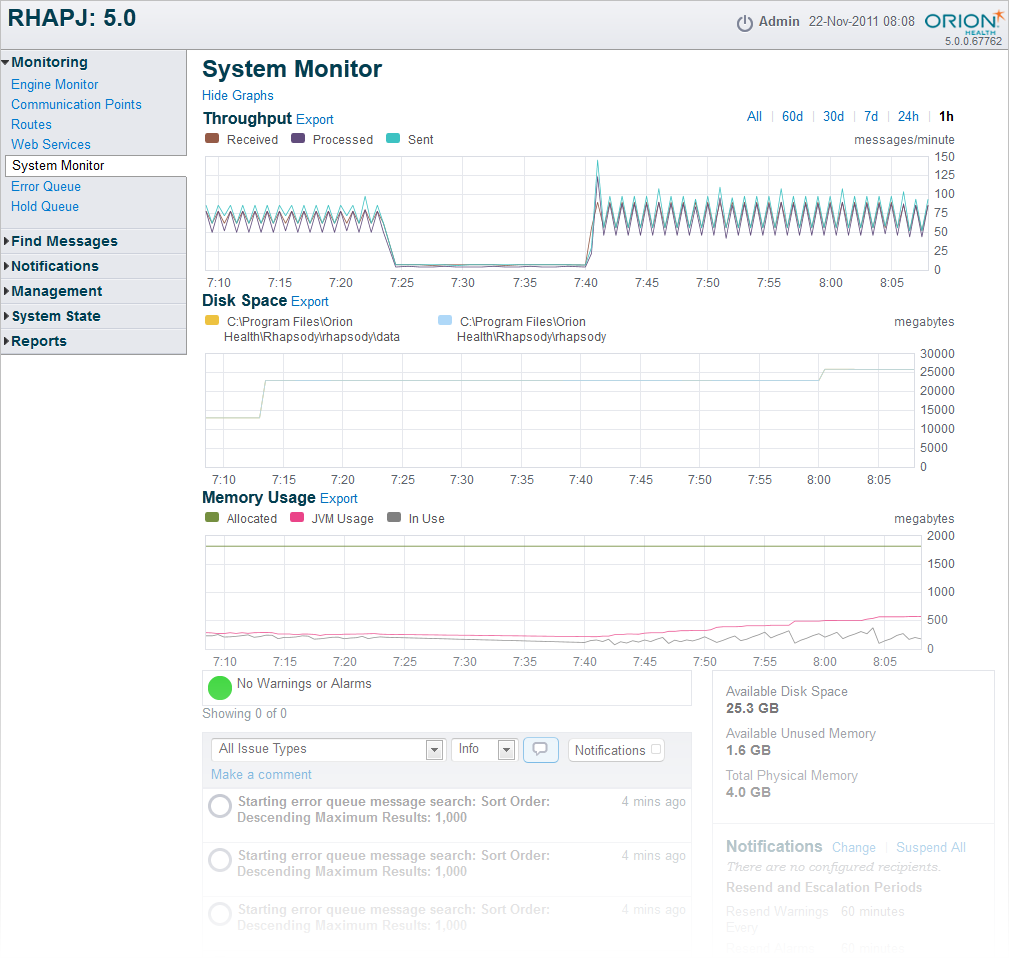 RHAPJ: 5.0
Admin 22-Nov-2011 08:08 ORION HEALTH
5.0.0.67762
Monitoring
Engine Monitor
Communication Points
Routes
Web Services
System Monitor
Error Queue
Hold Queue
Find Messages
Notifications
Management
System State
Reports
System Monitor
Hide Graphs
Throughput Export
All 60d 30d 7d 24h 1h
Received Processed Sent
messages/minute
150
125
100
75
50
25
0
7:10 7:15 7:20 7:25 7:30 7:35 7:40 7:45 7:50 7:55 8:00 8:05
Disk Space Export
C:\Program Files\Orion
Health\Rhapsody\rhapsody\data
C:\Program Files\Orion
Health\Rhapsody\rhapsody
megabytes
30000
25000
20000
15000
10000
5000
0
7:10 7:15 7:20 7:25 7:30 7:35 7:40 7:45 7:50 7:55 8:00 8:05
Memory Usage Export
Allocated JVM Usage In Use
megabytes
2000
1500
1000
500
0
7:10 7:15 7:20 7:25 7:30 7:35 7:40 7:45 7:50 7:55 8:00 8:05
No Warnings or Alarms
Showing 0 of 0
All Issue Types Info Notifications
Make a comment
Starting error queue message search: Sort Order: 4 mins ago
Descending Maximum Results: 1,000
Starting error queue message search: Sort Order: 4 mins ago
Descending Maximum Results: 1,000
Starting error queue message search: Sort Order: 4 mins ago
Descending Maximum Results: 1,000
Available Disk Space
25.3 GB
Available Unused Memory
1.6 GB
Total Physical Memory
4.0 GB
Notifications Change Suspend All
There are no configured recipients.
Resend and Escalation Periods
Resend Warnings 60 minutes
Every
60 minutes